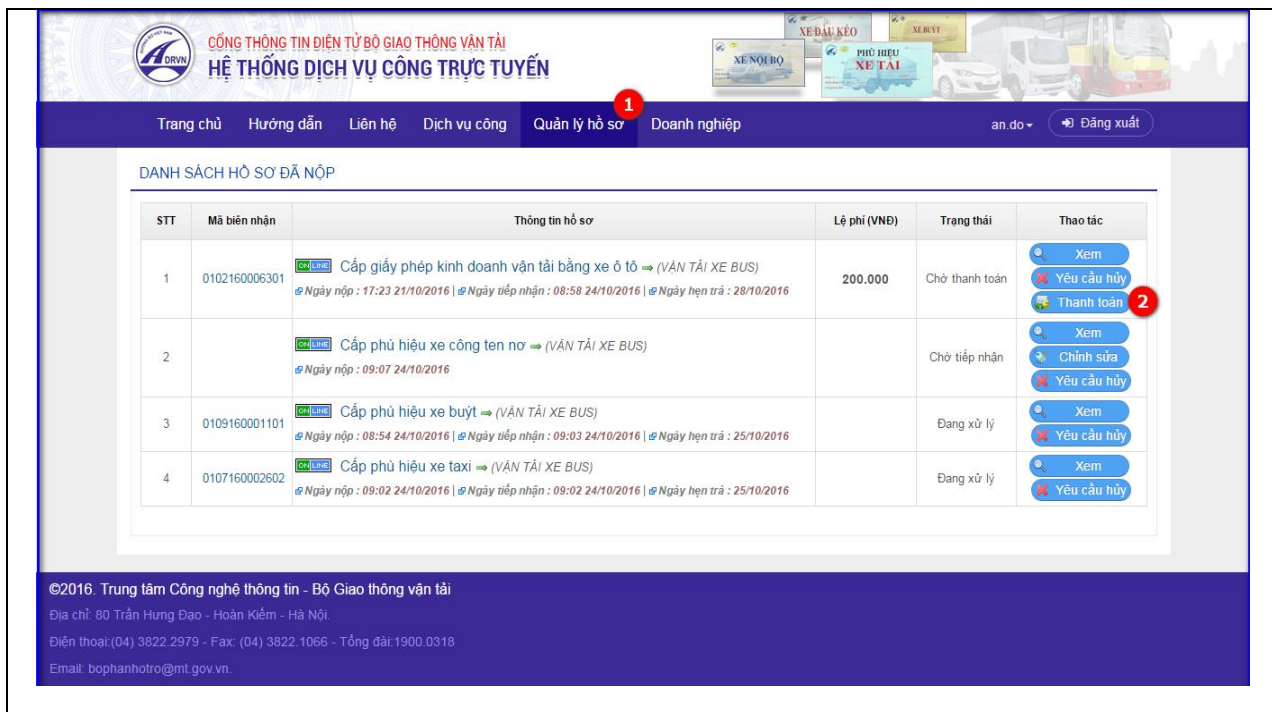 CỔNG THÔNG TIN ĐIỆN TỬ BỘ GIAO THÔNG VẬN TẢI
HỆ THỐNG DỊCH VỤ CÔNG TRỰC TUYẾN
DRVN
XE ĐẦU KÉO
XE BUÝT
XE NỘI BỘ
PHÙ HIỆU
XE TẢI
1
Trang chủ Hướng dẫn Liên hệ Dịch vụ công Quản lý hồ sơ Doanh nghiệp an.do Đăng xuất
DANH SÁCH HỒ SƠ ĐÃ NỘP
STT Mã biên nhận Thông tin hồ sơ Lệ phí (VNĐ) Trạng thái Thao tác
1 0102160006301 ONLINE Cấp giấy phép kinh doanh vận tải bằng xe ô tô ⇒ (VẬN TẢI XE BUS) 200.000 Chờ thanh toán Xem
Ngày nộp : 17:23 21/10/2016 | Ngày tiếp nhận : 08:58 24/10/2016 | Ngày hẹn trả : 28/10/2016 Yêu cầu hủy
Thanh toán 2
2 ONLINE Cấp phù hiệu xe công ten nơ ⇒ (VẬN TẢI XE BUS) Chờ tiếp nhận Xem
Ngày nộp : 09:07 24/10/2016 Chỉnh sửa
Yêu cầu hủy
3 0109160001101 ONLINE Cấp phù hiệu xe buýt ⇒ (VẬN TẢI XE BUS) Đang xử lý Xem
Ngày nộp : 08:54 24/10/2016 | Ngày tiếp nhận : 09:03 24/10/2016 | Ngày hẹn trả : 25/10/2016 Yêu cầu hủy
4 0107160002602 ONLINE Cấp phù hiệu xe taxi ⇒ (VẬN TẢI XE BUS) Đang xử lý Xem
Ngày nộp : 09:02 24/10/2016 | Ngày tiếp nhận : 09:02 24/10/2016 | Ngày hẹn trả : 25/10/2016 Yêu cầu hủy
©2016. Trung tâm Công nghệ thông tin - Bộ Giao thông vận tải
Địa chỉ: 80 Trần Hưng Đạo - Hoàn Kiếm - Hà Nội.
Điện thoại:(04) 3822.2979 - Fax: (04) 3822.1066 - Tổng đài:1900.0318
Email: bophanhotro@mt.gov.vn.